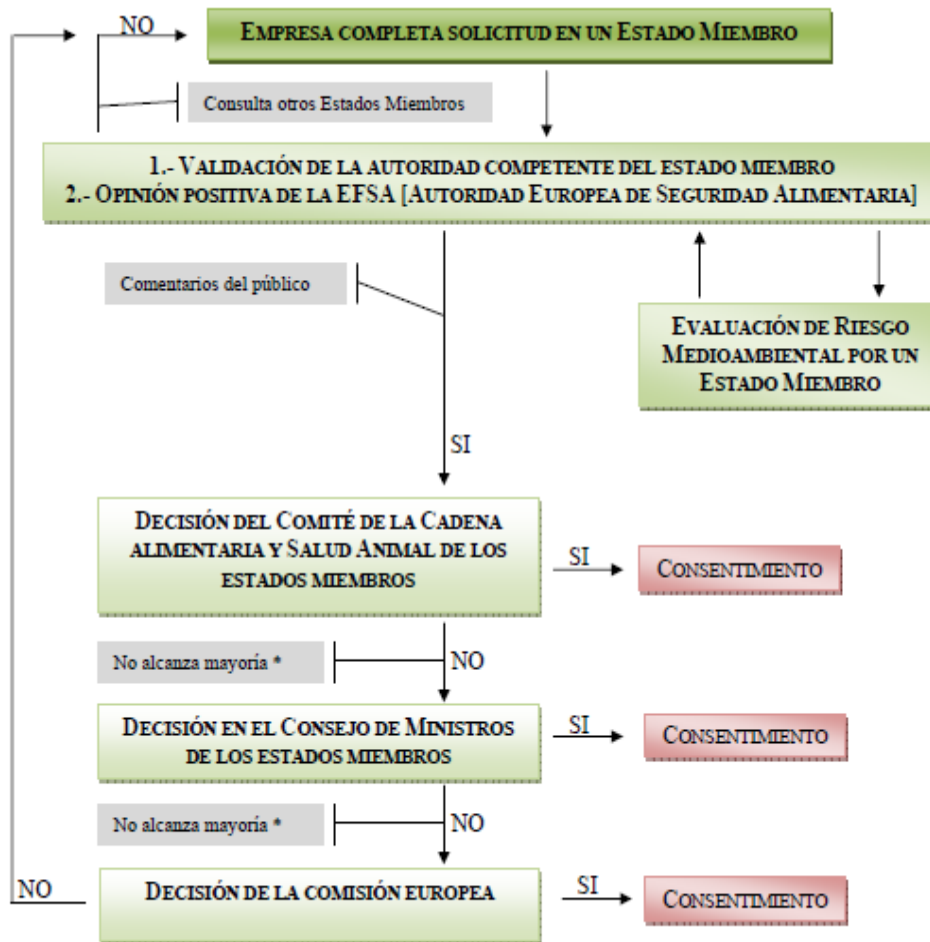 NO
EMPRESA COMPLETA SOLICITUD EN UN ESTADO MIEMBRO
Consulta otros Estados Miembros
1.- VALIDACIÓN DE LA AUTORIDAD COMPETENTE DEL ESTADO MIEMBRO
2.- OPINIÓN POSITIVA DE LA EFSA [AUTORIDAD EUROPEA DE SEGURIDAD ALIMENTARIA]
Comentarios del público
EVALUACIÓN DE RIESGO
MEDIOAMBIENTAL POR UN
ESTADO MIEMBRO
SI
DECISIÓN DEL COMITÉ DE LA CADENA
ALIMENTARIA Y SALUD ANIMAL DE LOS
ESTADOS MIEMBROS
SI
CONSENTIMIENTO
No alcanza mayoría *
NO
DECISIÓN EN EL CONSEJO DE MINISTROS
DE LOS ESTADOS MIEMBROS
SI
CONSENTIMIENTO
No alcanza mayoría *
NO
NO
DECISIÓN DE LA COMISIÓN EUROPEA
SI
CONSENTIMIENTO